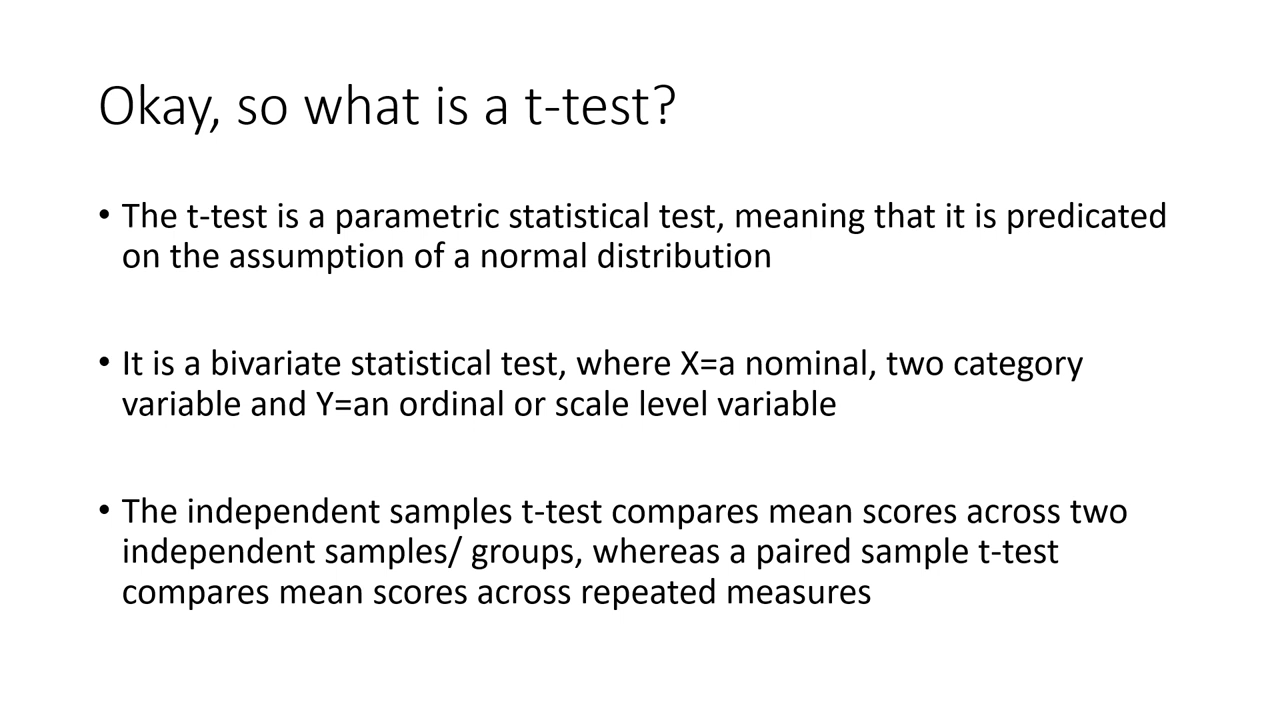 Okay, so what is a t-test?
• The t-test is a parametric statistical test, meaning that it is predicated
on the assumption of a normal distribution
• It is a bivariate statistical test, where X=a nominal, two category
variable and Y=an ordinal or scale level variable
• The independent samples t-test compares mean scores across two
independent samples/ groups, whereas a paired sample t-test
compares mean scores across repeated measures